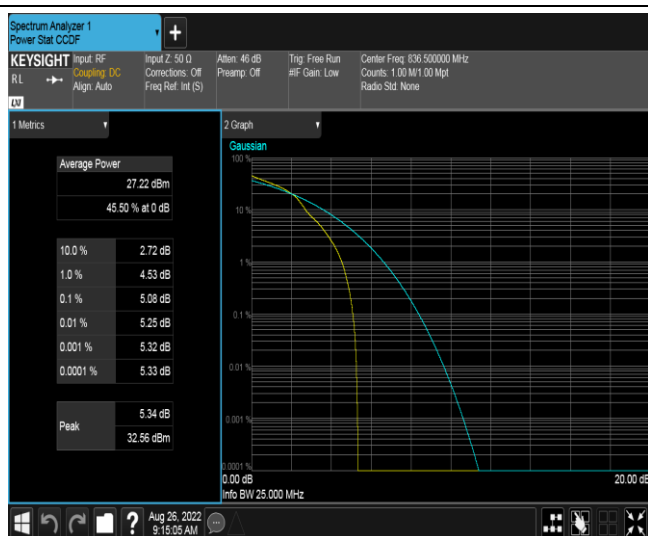 Spectrum Analyzer 1
Power Stat CCDF
+
KEYSIGHT
RL
LXI
Input: RF
Coupling: DC
Align: Auto
Input Z: 50 Ω
Corrections: Off
Freq Ref: Int (S)
Atten: 46 dB
Preamp: Off
Trig: Free Run
#IF Gain: Low
Center Freq: 836.500000 MHz
Counts: 1.00 M/1.00 Mpt
Radio Std: None
1 Metrics
Average Power
27.22 dBm
45.50 % at 0 dB
10.0 % 2.72 dB
1.0 % 4.53 dB
0.1 % 5.08 dB
0.01 % 5.25 dB
0.001 % 5.32 dB
0.0001 % 5.33 dB
Peak
5.34 dB
32.56 dBm
2 Graph
Gaussian
100 %
10 %
1 %
0.1 %
0.01 %
0.001 %
0.0001 %
0.00 dB
20.00 dB
Info BW 25.000 MHz
?
Aug 26, 2022
9:15:05 AM